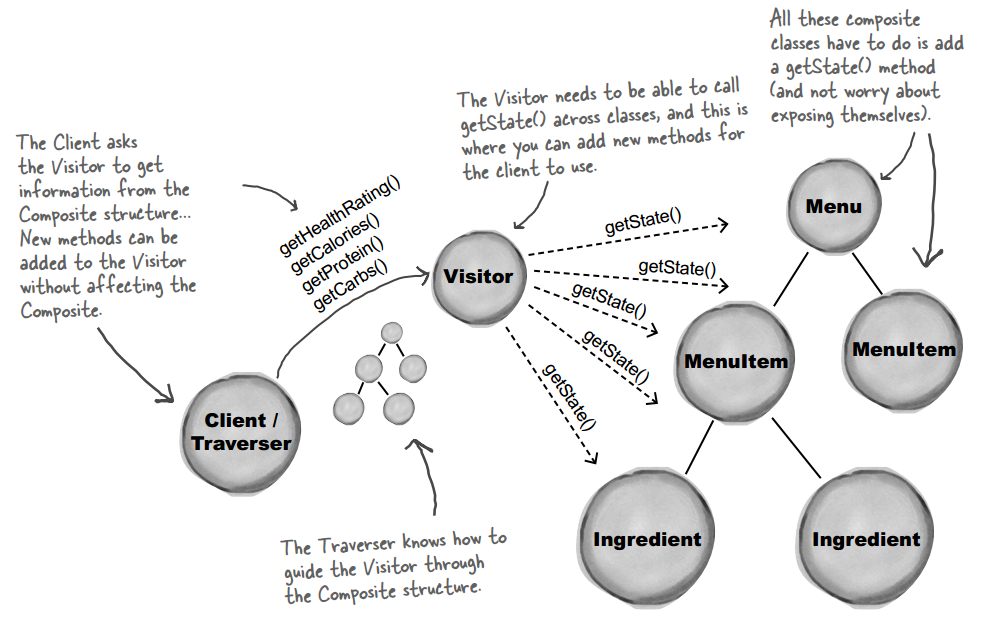 All these composite
classes have to do is add
a getState() method
(and not worry about
exposing themselves).
The Visitor needs to be able to call
getState() across classes, and this is
where you can add new methods for
the client to use.
The Client asks
the Visitor to get
information from the
Composite structure...
New methods can be
added to the Visitor
without affecting the
Composite.
getHealthRating()
getCalories()
getProtein()
getCarbs()
Visitor
getState()
getState()
getState()
getState()
getState()
Menu
MenuItem
MenuItem
Client /
Traverser
Ingredient
Ingredient
The Traverser knows how to
guide the Visitor through
the Composite structure.